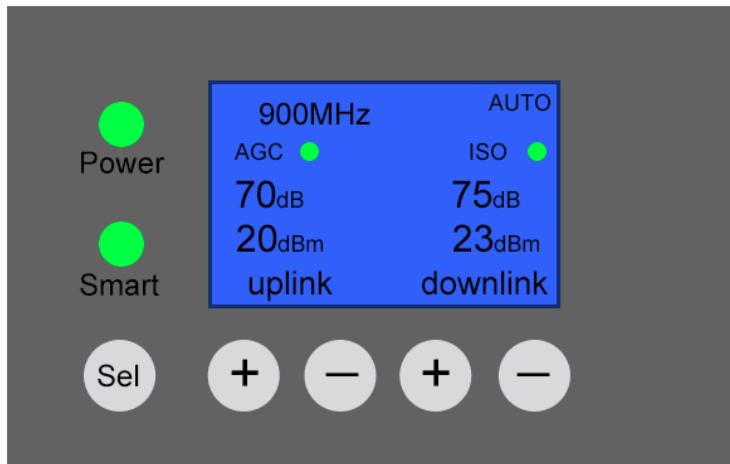 900MHz AUTO
AGC ISO
Power
70dB 75dB
20dBm 23dBm
Smart uplink downlink
Sel + – + –